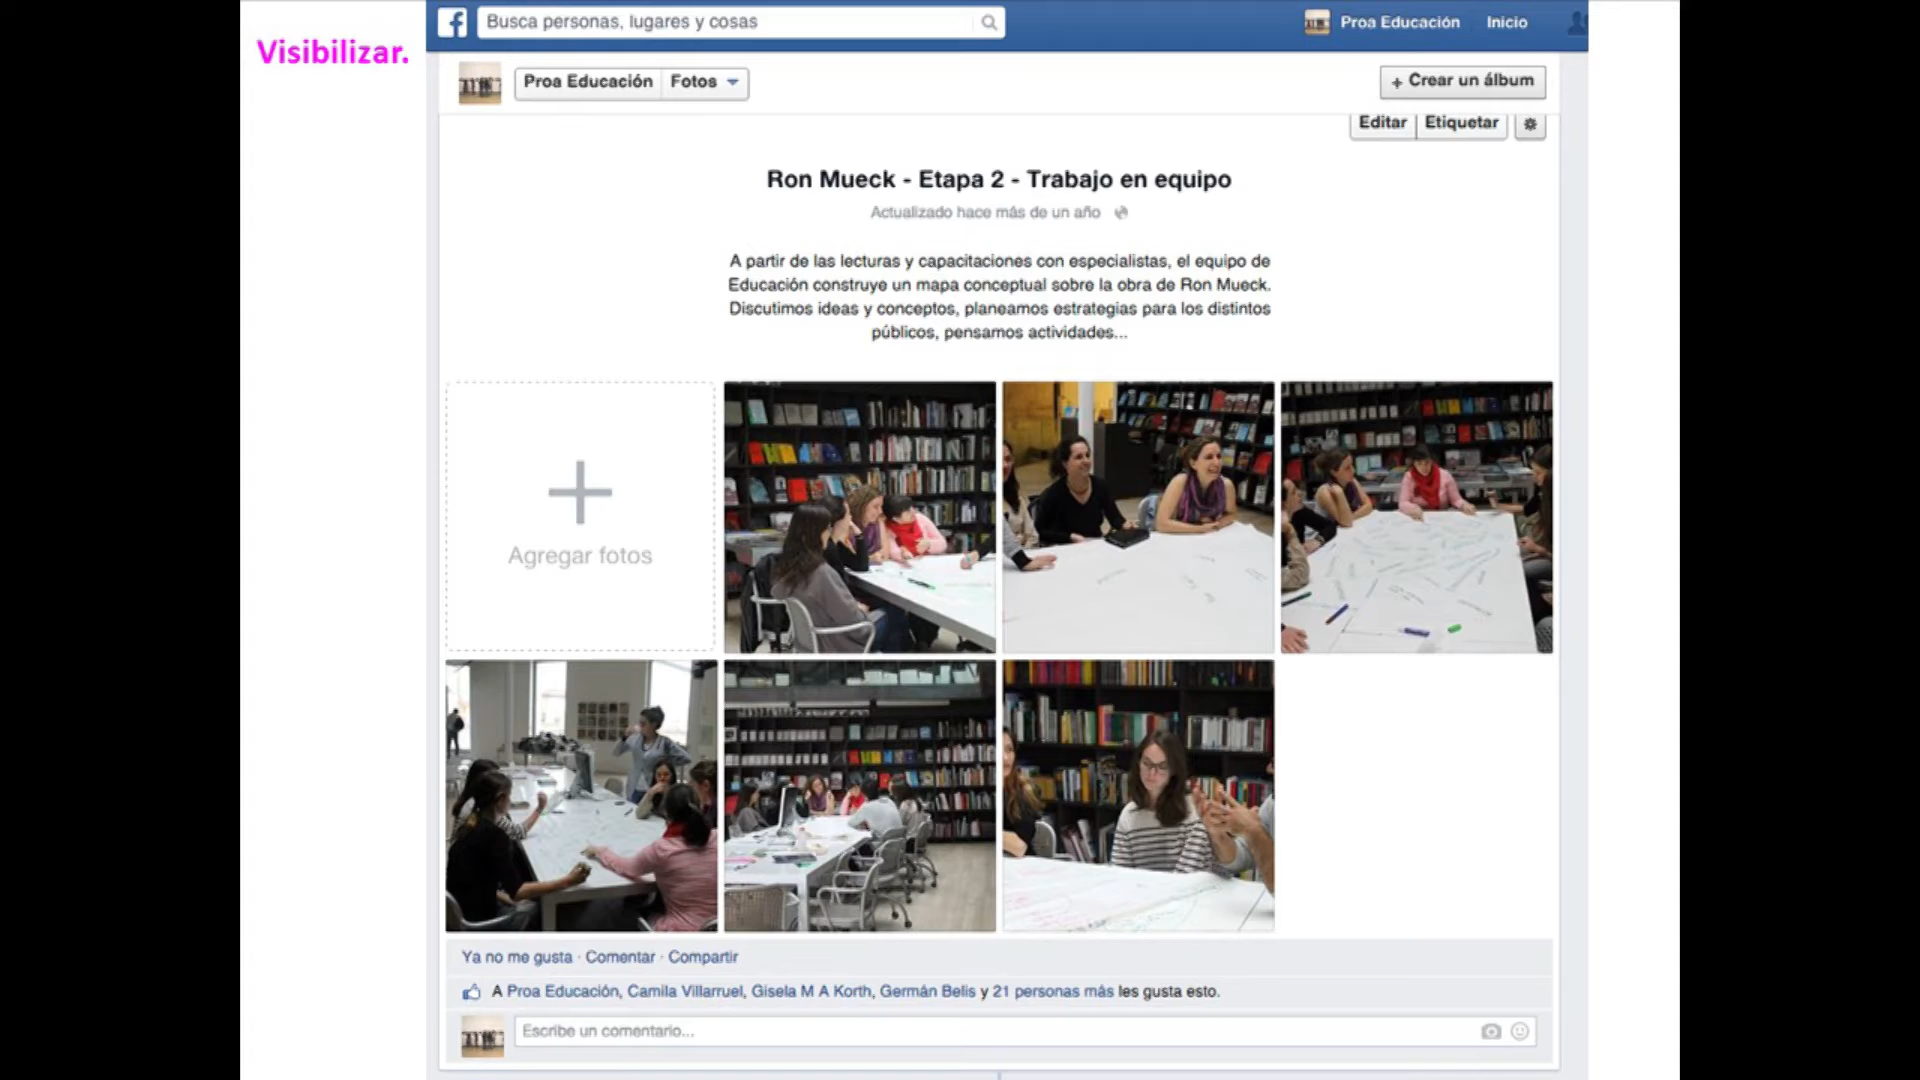 Visibilizar.
Busca personas, lugares y cosas
Proa Educación Inicio
Proa Educación Fotos
+ Crear un álbum
Editar Etiquetar
Ron Mueck - Etapa 2 - Trabajo en equipo
Actualizado hace más de un año
A partir de las lecturas y capacitaciones con especialistas, el equipo de
Educación construye un mapa conceptual sobre la obra de Ron Mueck.
Discutimos ideas y conceptos, planeamos estrategias para los distintos
públicos, pensamos actividades...
Agregar fotos
Ya no me gusta · Comentar · Compartir
A Proa Educación, Camila Villarruel, Gisela M A Korth, Germán Belis y 21 personas más les gusta esto.
Escribe un comentario...